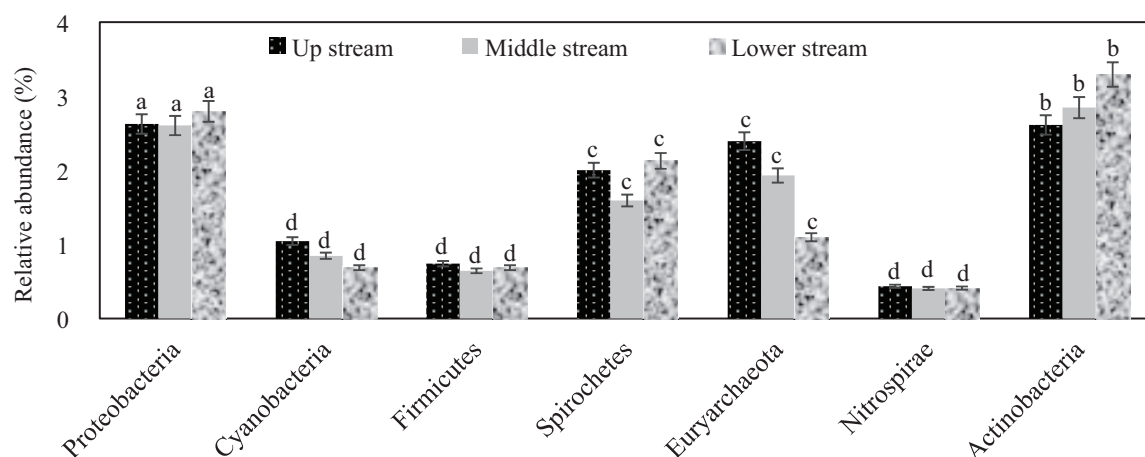 4
3
2
1
0
Relative abundance (%)
Up stream
Middle stream
Lower stream
a a a
d d d
d d d
c c c
c c c
d d d
b b b
Proteobacteria
Cyanobacteria
Firmicutes
Spirochetes
Euryarchaeota
Nitrospirae
Actinobacteria